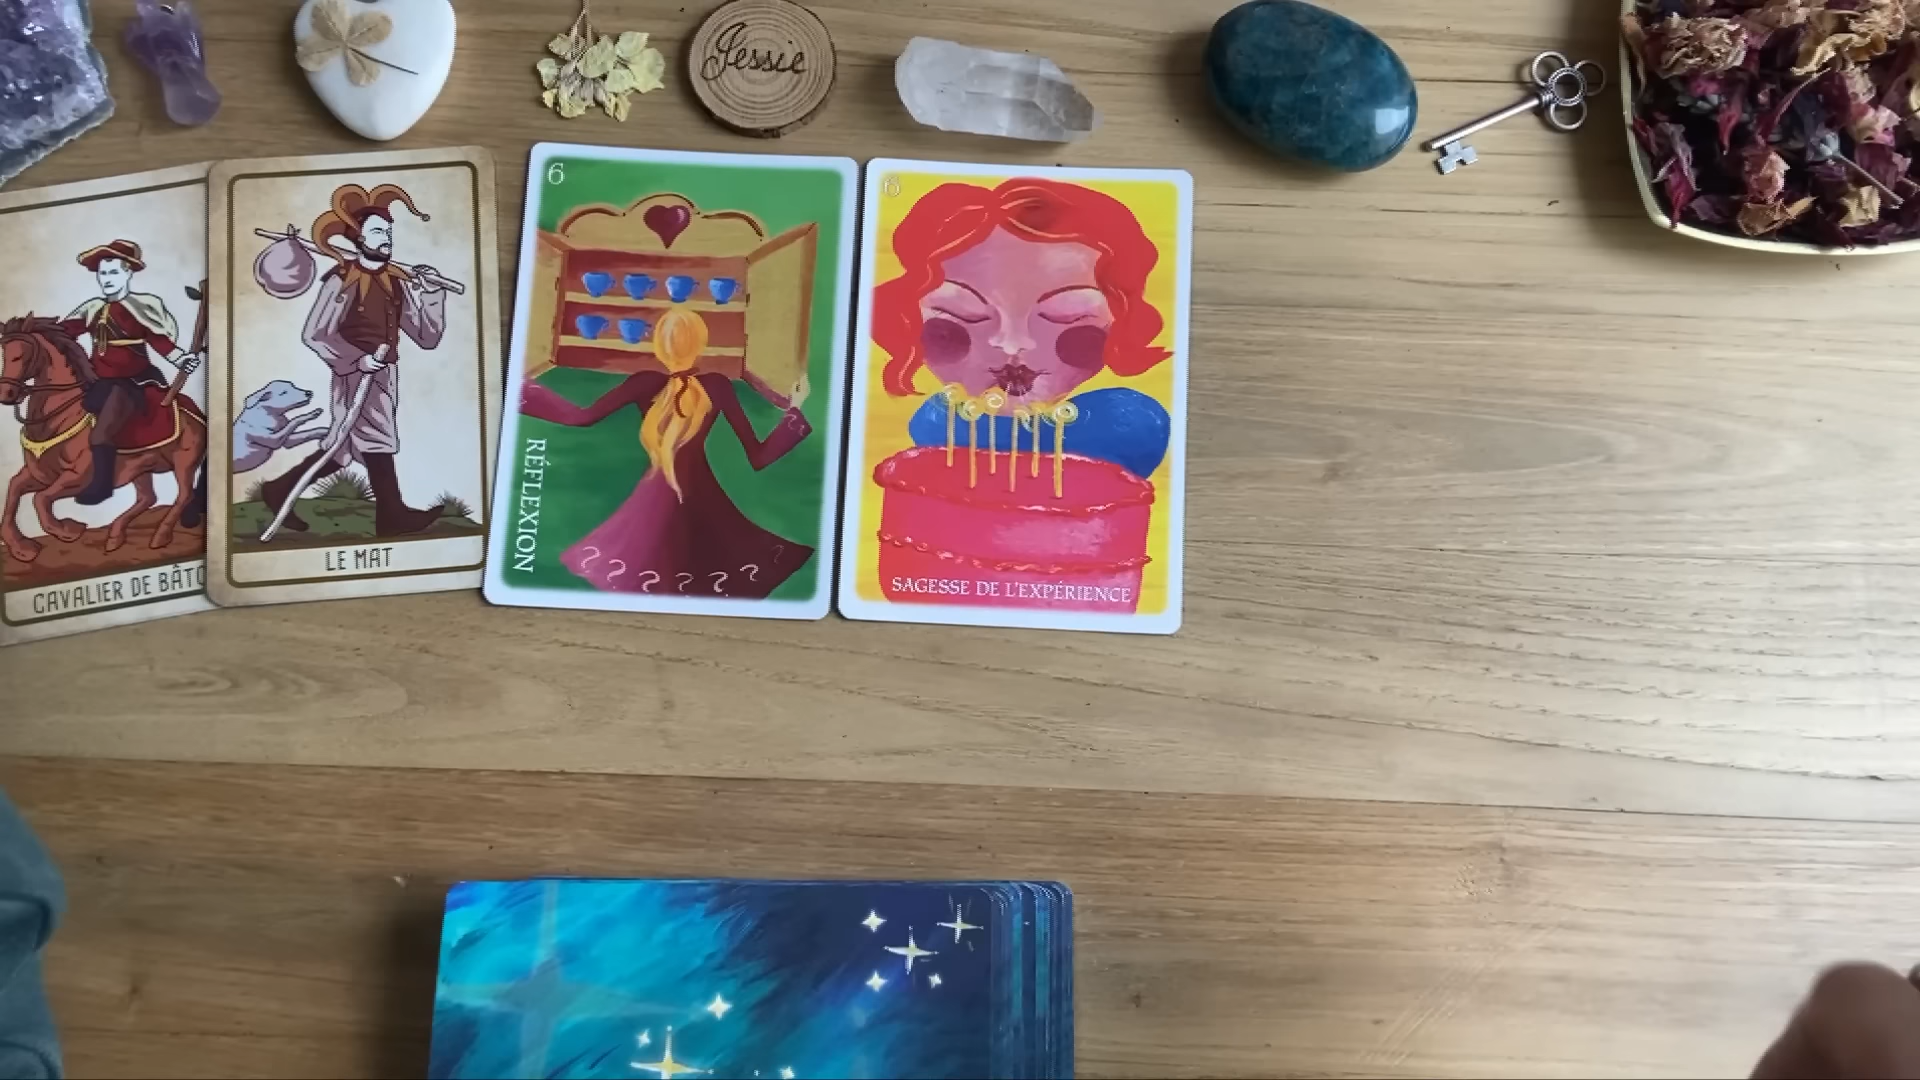 Jessie
6
6
RÉFLEXION
LE MAT
CAVALIER DE BÂTO
SAGESSE DE L'EXPÉRIENCE